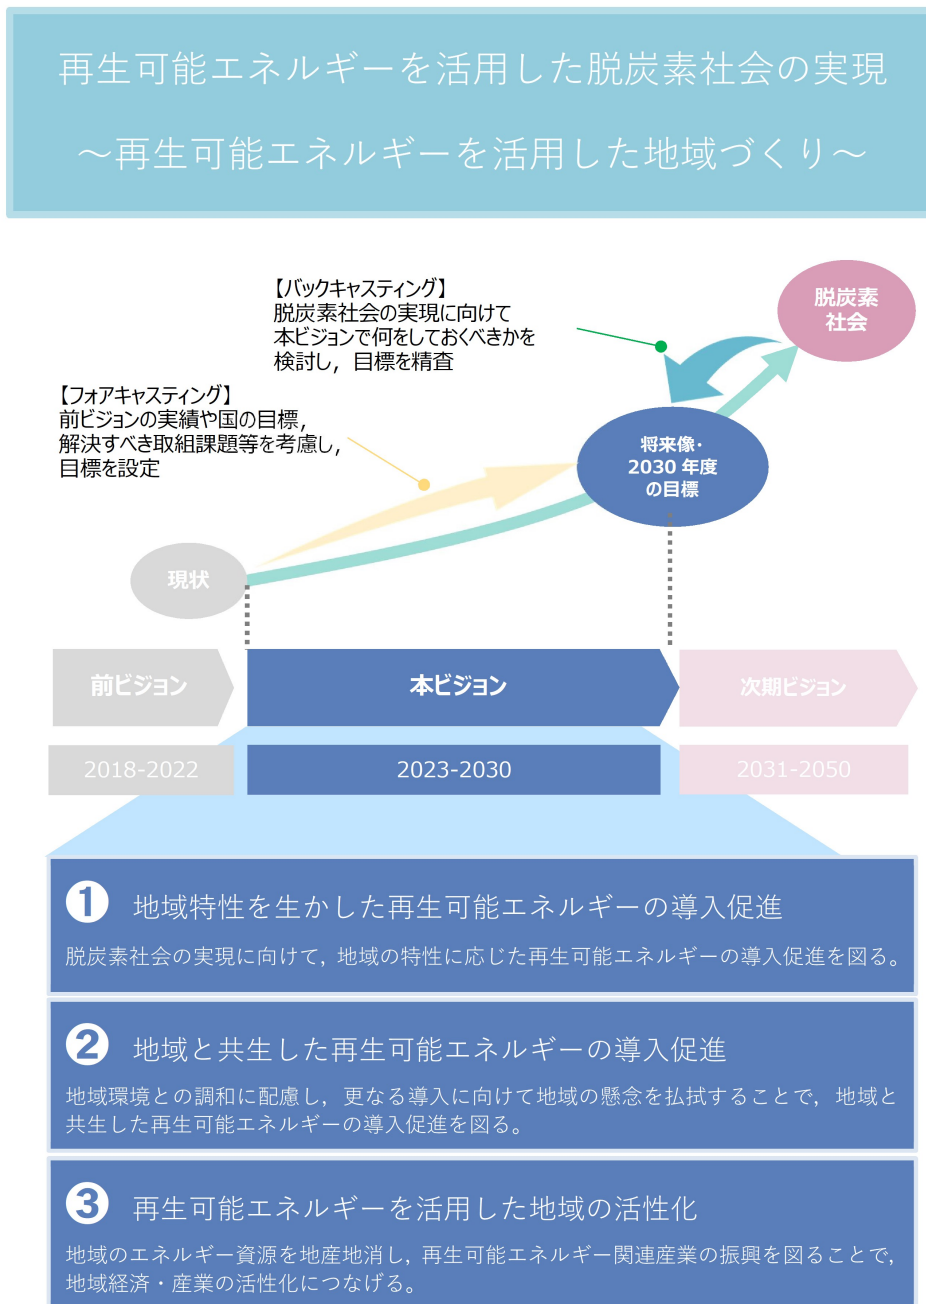 再生可能エネルギーを活用した脱炭素社会の実現
～再生可能エネルギーを活用した地域づくり～
【バックキャスティング】
脱炭素社会の実現に向けて
本ビジョンで何をしておくべきかを
検討し，目標を精査
脱炭素
社会
【フォアキャスティング】
前ビジョンの実績や国の目標，
解決すべき取組課題等を考慮し，
目標を設定
将来像・
2030 年度
の目標
現状
前ビジョン
本ビジョン
次期ビジョン
2018-2022
2023-2030
2031-2050
❶ 地域特性を生かした再生可能エネルギーの導入促進
脱炭素社会の実現に向けて，地域の特性に応じた再生可能エネルギーの導入促進を図る。
❷ 地域と共生した再生可能エネルギーの導入促進
地域環境との調和に配慮し，更なる導入に向けて地域の懸念を払拭することで，地域と
共生した再生可能エネルギーの導入促進を図る。
❸ 再生可能エネルギーを活用した地域の活性化
地域のエネルギー資源を地産地消し，再生可能エネルギー関連産業の振興を図ることで，
地域経済・産業の活性化につなげる。